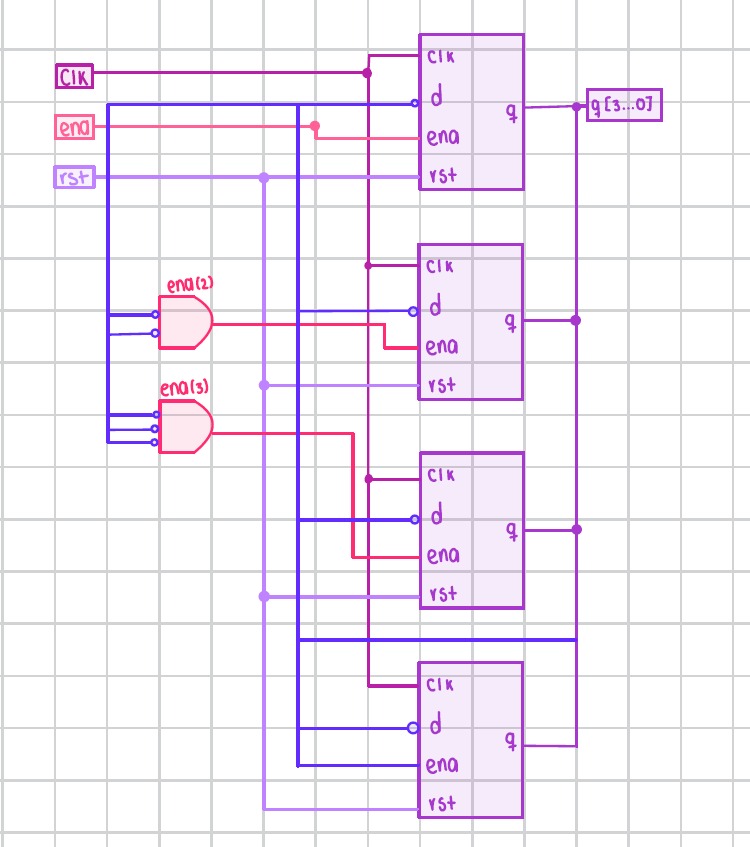 Clk
ena
rst
clk
d
ena
rst
q
q[3...0]
ena(2)
clk
d
ena
rst
q
ena(3)
clk
d
ena
rst
q
clk
d
ena
rst
q